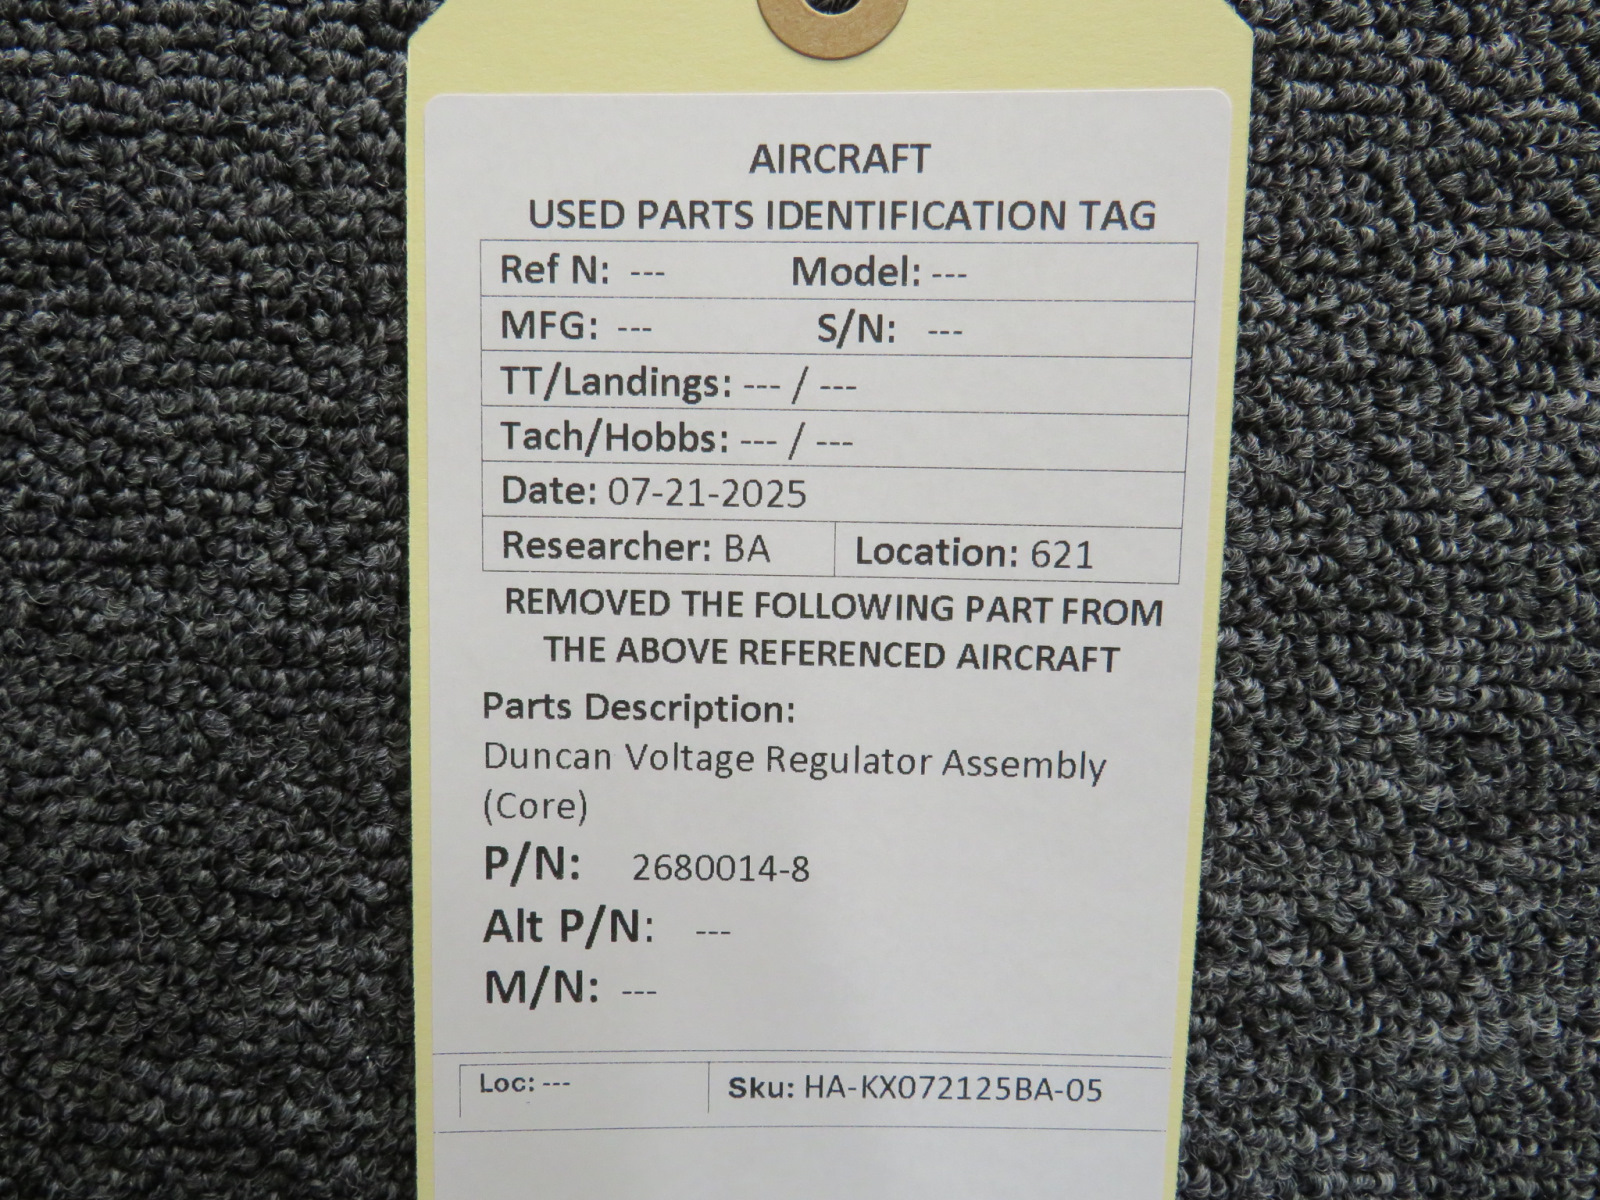 AIRCRAFT
USED PARTS IDENTIFICATION TAG
Ref N: --- Model: ---
MFG: --- S/N: ---
TT/Landings: --- / ---
Tach/Hobbs: --- / ---
Date: 07-21-2025
Researcher: BA Location: 621
REMOVED THE FOLLOWING PART FROM
THE ABOVE REFERENCED AIRCRAFT
Parts Description:
Duncan Voltage Regulator Assembly
(Core)
P/N: 2680014-8
Alt P/N: ---
M/N: ---
Loc: --- Sku: HA-KX072125BA-05